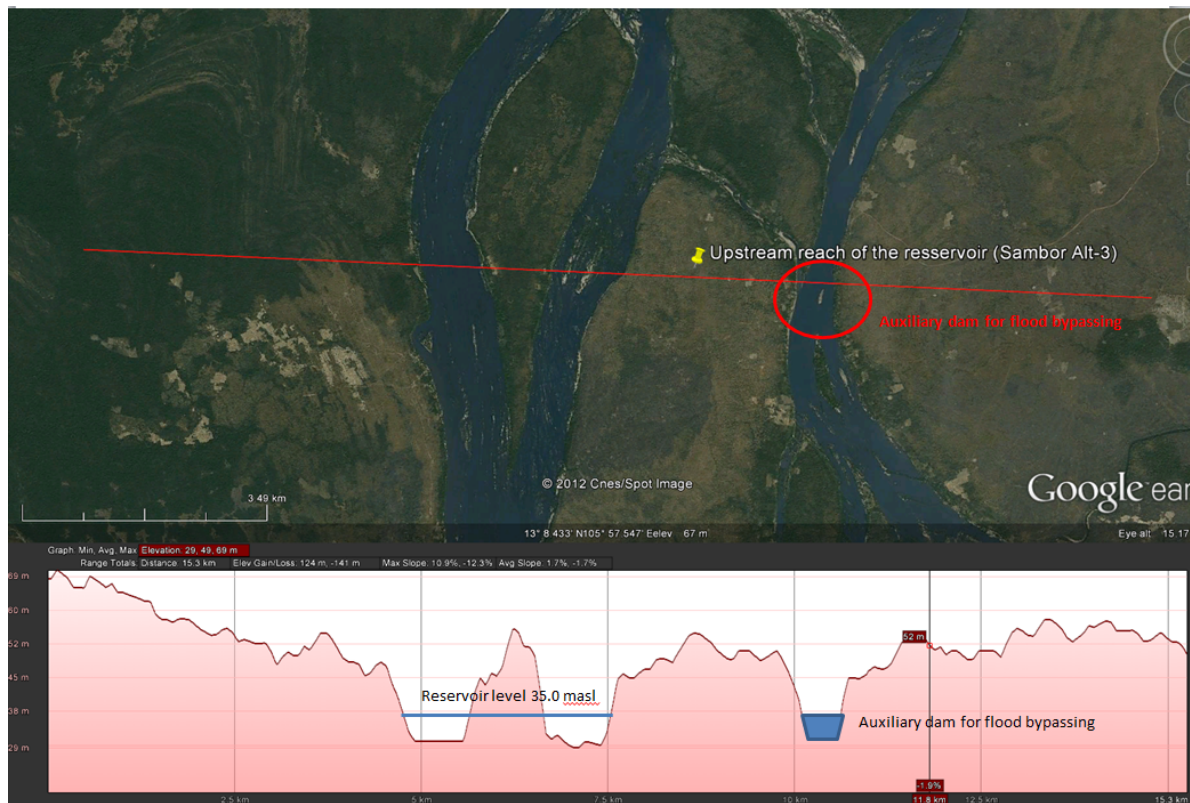 Upstream reach of the resservoir (Sambor Alt-3)
Auxiliary dam for flood bypassing
© 2012 Cnes/Spot Image
3.49 km
Google ear
13° 8.433' N105° 57.547' Eelev 67 m
Eye alt 15.17
Graph: Min, Avg, Max Elevation: 29, 49, 69 m
Range Totals: Distance: 15.3 km Elev Gain/Loss: 124 m, -141 m Max Slope: 10.9%, -12.3% Avg Slope: 1.7%, -1.7%
69 m
60 m
52 m
52 m
45 m
Reservoir level 35.0 masl
38 m
Auxiliary dam for flood bypassing
29 m
-1.9%
2.5 km
5 km
7.5 km
10 km
11.8 km
12.5 km
15.3 km